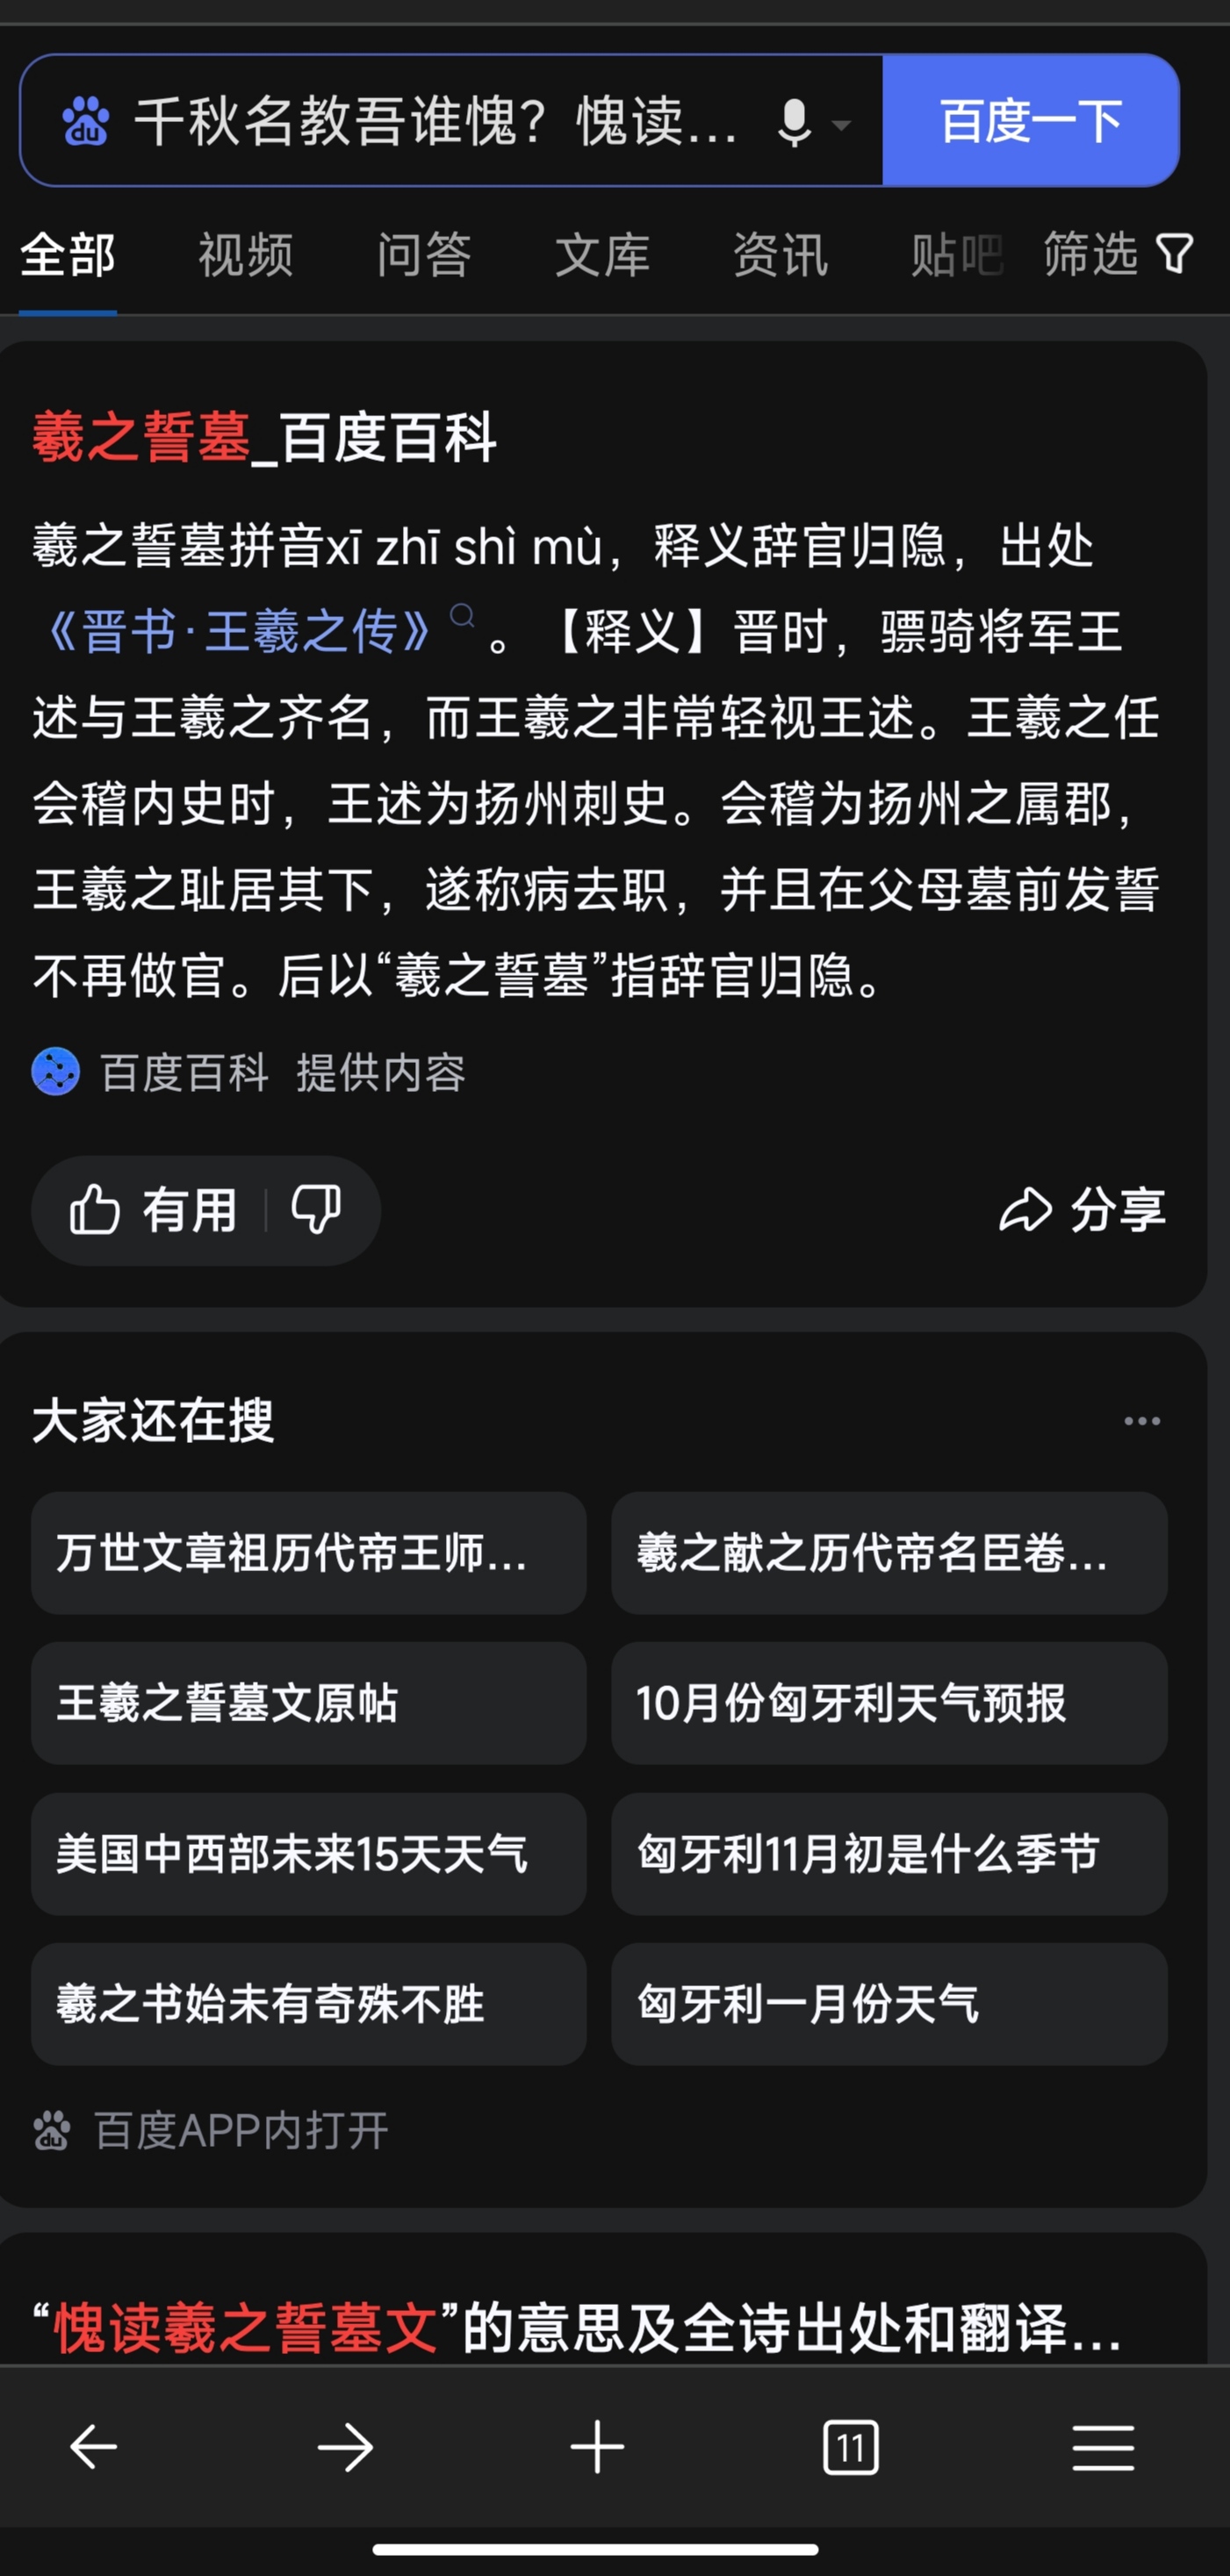 千秋名教吾谁愧？愧读...
百度一下
全部 视频 问答 文库 资讯 贴吧 筛选
羲之誓墓_百度百科
羲之誓墓拼音xī zhī shì mù，释义辞官归隐，出处
《晋书·王羲之传》。【释义】晋时，骠骑将军王
述与王羲之齐名，而王羲之非常轻视王述。王羲之任
会稽内史时，王述为扬州刺史。会稽为扬州之属郡，
王羲之耻居其下，遂称病去职，并且在父母墓前发誓
不再做官。后以“羲之誓墓”指辞官归隐。
百度百科 提供内容
有用
分享
大家还在搜
万世文章祖历代帝王师...
羲之献之历代帝名臣卷...
王羲之誓墓文原帖
10月份匈牙利天气预报
美国中西部未来15天天气
匈牙利11月初是什么季节
羲之书始未有奇殊不胜
匈牙利一月份天气
百度APP内打开
“愧读羲之誓墓文”的意思及全诗出处和翻译...
11